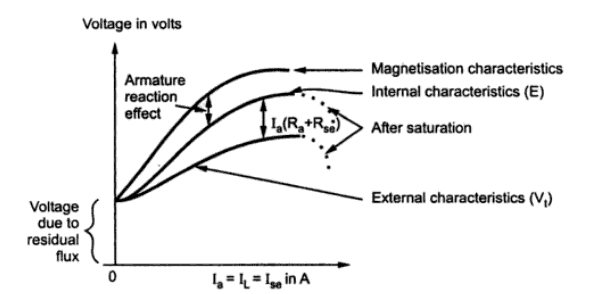 Voltage in volts
Magnetisation characteristics
Armature
reaction
effect
Internal characteristics (E)
Iₐ(Rₐ+Rₛₑ)
After saturation
External characteristics (Vₜ)
Voltage
due to
residual
flux
0
Iₐ = I_L = Iₛₑ in A